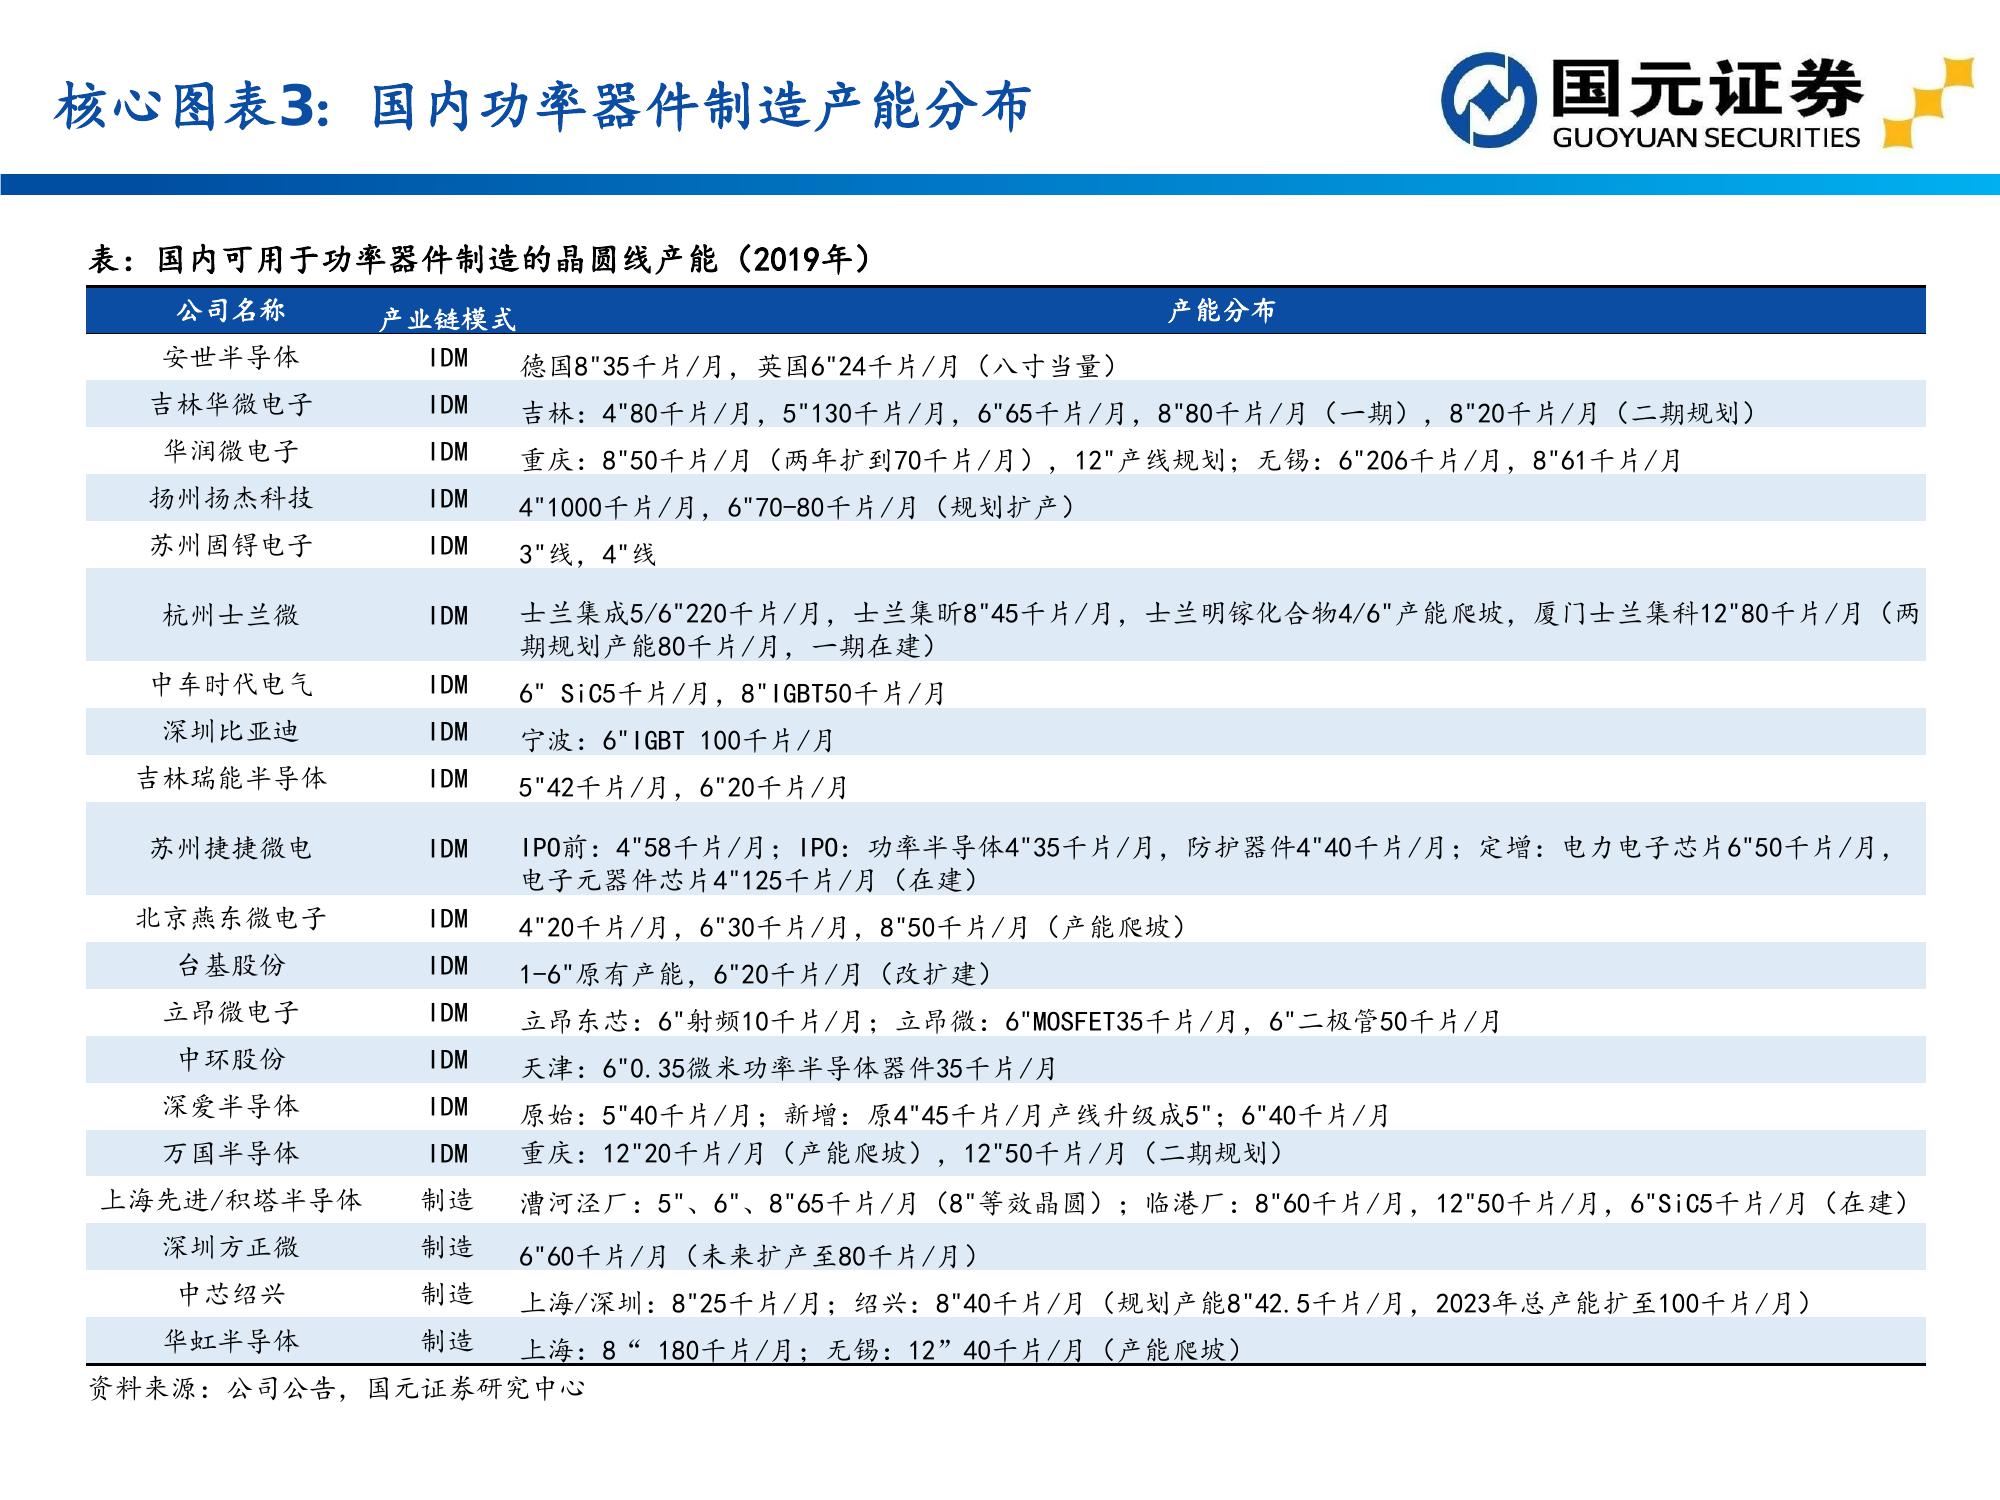 核心图表3：国内功率器件制造产能分布
国元证券
GUOYUAN SECURITIES
表：国内可用于功率器件制造的晶圆线产能（2019年）
公司名称 产业链模式 产能分布
安世半导体 IDM 德国8"35千片/月，英国6"24千片/月（八寸当量）
吉林华微电子 IDM 吉林：4"80千片/月，5"130千片/月，6"65千片/月，8"80千片/月（一期），8"20千片/月（二期规划）
华润微电子 IDM 重庆：8"50千片/月（两年扩到70千片/月），12"产线规划；无锡：6"206千片/月，8"61千片/月
扬州扬杰科技 IDM 4"1000千片/月，6"70-80千片/月（规划扩产）
苏州固锝电子 IDM 3"线，4"线
杭州士兰微 IDM 士兰集成5/6"220千片/月，士兰集昕8"45千片/月，士兰明镓化合物4/6"产能爬坡，厦门士兰集科12"80千片/月（两
期规划产能80千片/月，一期在建）
中车时代电气 IDM 6" SiC5千片/月，8"IGBT50千片/月
深圳比亚迪 IDM 宁波：6"IGBT 100千片/月
吉林瑞能半导体 IDM 5"42千片/月，6"20千片/月
苏州捷捷微电 IDM IPO前：4"58千片/月；IPO：功率半导体4"35千片/月，防护器件4"40千片/月；定增：电力电子芯片6"50千片/月，
电子元器件芯片4"125千片/月（在建）
北京燕东微电子 IDM 4"20千片/月，6"30千片/月，8"50千片/月（产能爬坡）
台基股份 IDM 1-6"原有产能，6"20千片/月（改扩建）
立昂微电子 IDM 立昂东芯：6"射频10千片/月；立昂微：6"MOSFET35千片/月，6"二极管50千片/月
中环股份 IDM 天津：6"0.35微米功率半导体器件35千片/月
深爱半导体 IDM 原始：5"40千片/月；新增：原4"45千片/月产线升级成5"；6"40千片/月
万国半导体 IDM 重庆：12"20千片/月（产能爬坡），12"50千片/月（二期规划）
上海先进/积塔半导体 制造 漕河泾厂：5"、6"、8"65千片/月（8"等效晶圆）；临港厂：8"60千片/月，12"50千片/月，6"SiC5千片/月（在建）
深圳方正微 制造 6"60千片/月（未来扩产至80千片/月）
中芯绍兴 制造 上海/深圳：8"25千片/月；绍兴：8"40千片/月（规划产能8"42.5千片/月，2023年总产能扩至100千片/月）
华虹半导体 制造 上海：8“ 180千片/月；无锡：12”40千片/月（产能爬坡）
资料来源：公司公告，国元证券研究中心